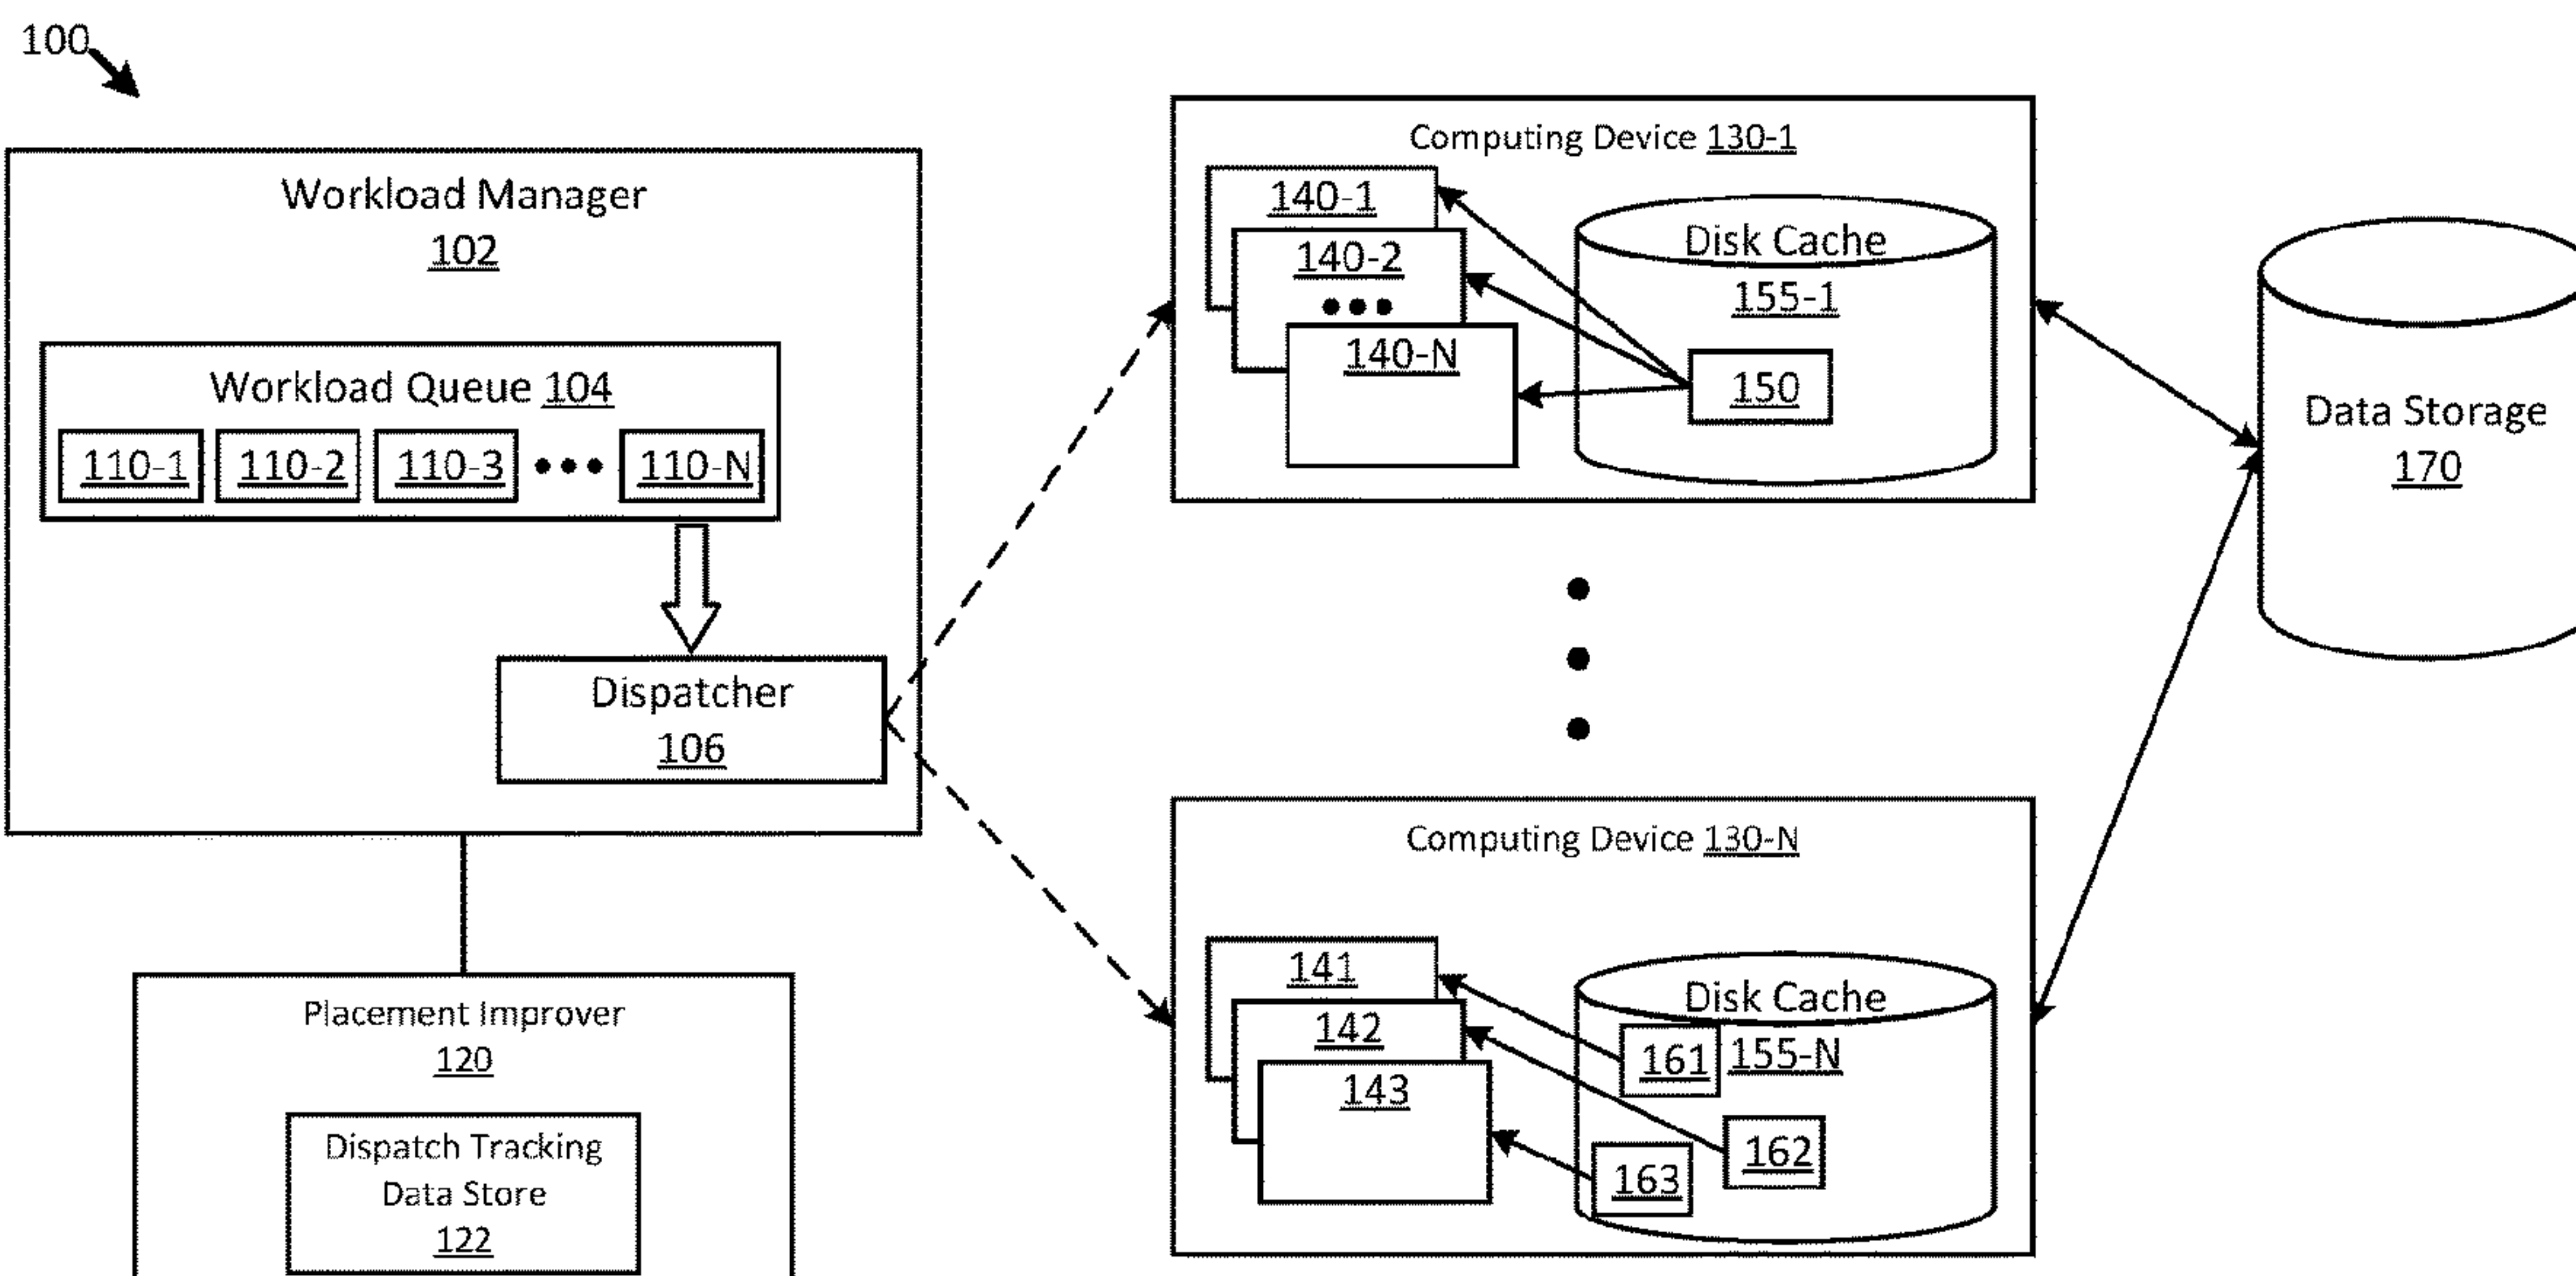 100
Workload Manager
102
Workload Queue 104
110-1 110-2 110-3 ••• 110-N
Dispatcher
106
Placement Improver
120
Dispatch Tracking
Data Store
122
Computing Device 130-1
140-1
140-2
•••
140-N
Disk Cache
155-1
150
Computing Device 130-N
141
142
143
Disk Cache
161 155-N
162
163
Data Storage
170